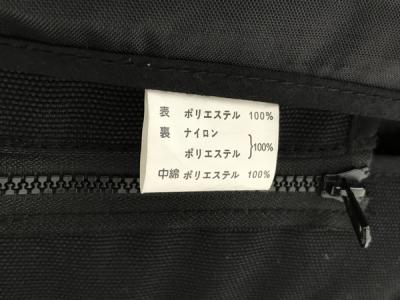 表 ポリエステル 100%
裏 ナイロン
ポリエステル } 100%
中綿 ポリエステル 100%